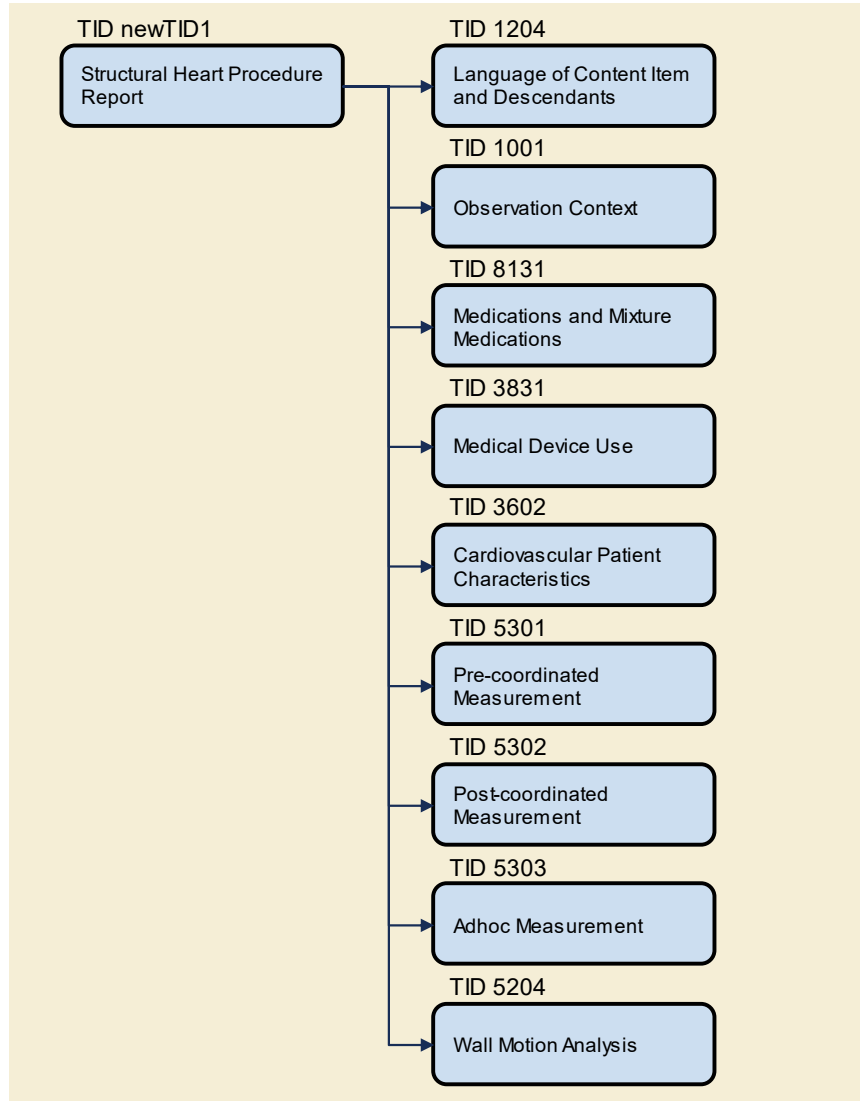 TID newTID1
Structural Heart Procedure
Report
TID 1204
Language of Content Item
and Descendants
TID 1001
Observation Context
TID 8131
Medications and Mixture
Medications
TID 3831
Medical Device Use
TID 3602
Cardiovascular Patient
Characteristics
TID 5301
Pre-coordinated
Measurement
TID 5302
Post-coordinated
Measurement
TID 5303
Adhoc Measurement
TID 5204
Wall Motion Analysis